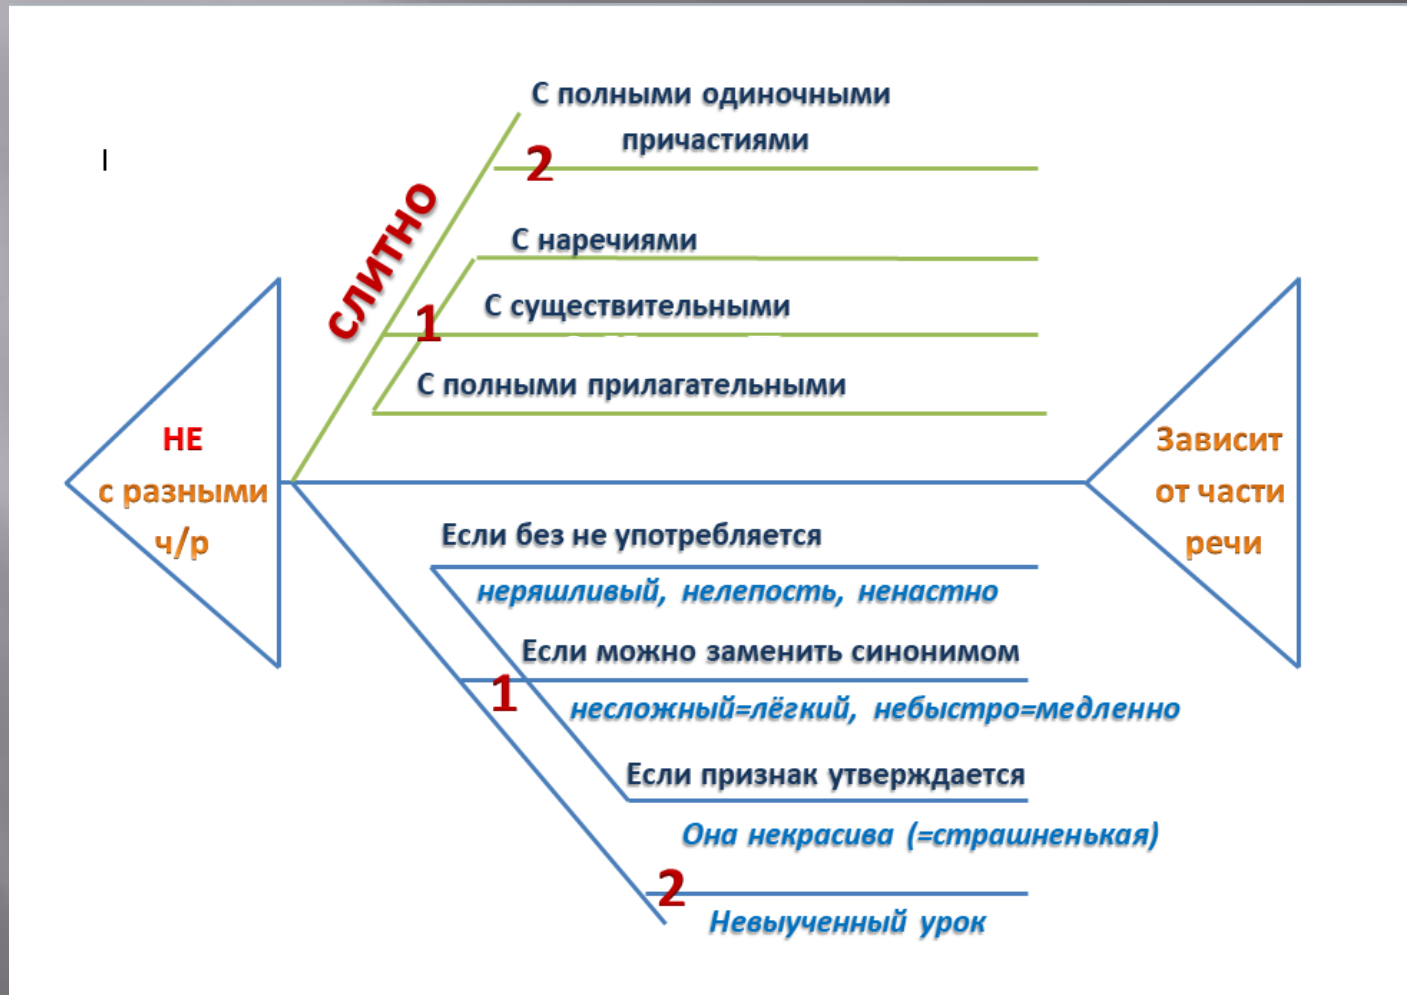 С полными одиночными
причастиями
2
СЛИТНО
С наречиями
С существительными
1
С полными прилагательными
НЕ
с разными
ч/р
Зависит
от части
речи
Если без не употребляется
неряшливый, нелепость, ненастно
Если можно заменить синонимом
1
несложный=лёгкий, небыстро=медленно
Если признак утверждается
Она некрасива (=страшненькая)
2
Невыученный урок